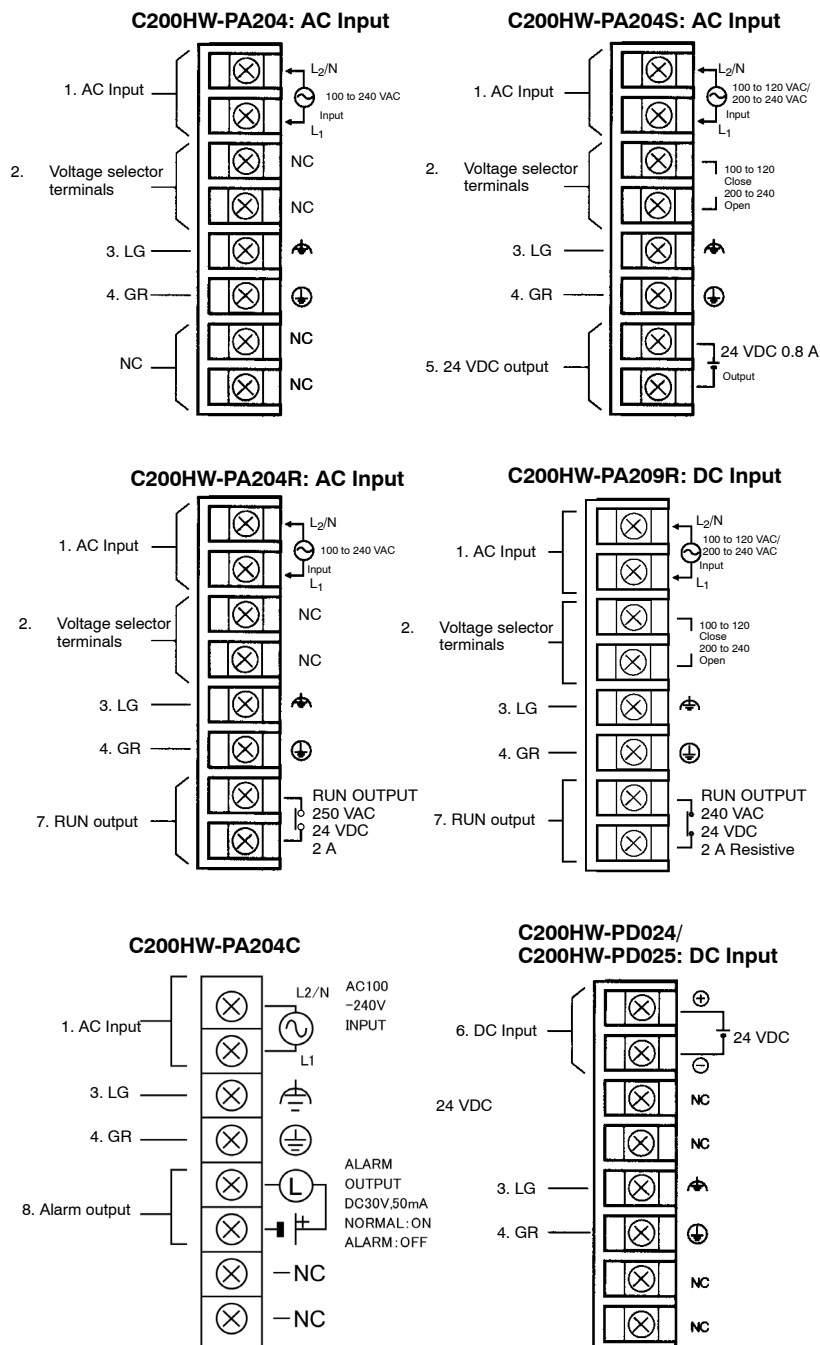 C200HW-PA204: AC Input
1. AC Input
L2/N
100 to 240 VAC
Input
L1
2. Voltage selector
terminals
NC
NC
3. LG
4. GR
NC
NC
NC
C200HW-PA204S: AC Input
1. AC Input
L2/N
100 to 120 VAC/
200 to 240 VAC
Input
L1
2. Voltage selector
terminals
100 to 120
Close
200 to 240
Open
3. LG
4. GR
5. 24 VDC output
24 VDC 0.8 A
Output
C200HW-PA204R: AC Input
1. AC Input
L2/N
100 to 240 VAC
Input
L1
2. Voltage selector
terminals
NC
NC
3. LG
4. GR
7. RUN output
RUN OUTPUT
250 VAC
24 VDC
2 A
C200HW-PA209R: DC Input
1. AC Input
L2/N
100 to 120 VAC/
200 to 240 VAC
Input
L1
2. Voltage selector
terminals
100 to 120
Close
200 to 240
Open
3. LG
4. GR
7. RUN output
RUN OUTPUT
240 VAC
24 VDC
2 A Resistive
C200HW-PA204C
1. AC Input
L2/N
AC100
-240V
INPUT
L1
3. LG
4. GR
8. Alarm output
L
ALARM
OUTPUT
DC30V,50mA
NORMAL:ON
ALARM:OFF
NC
NC
C200HW-PD024/
C200HW-PD025: DC Input
6. DC Input
+
24 VDC
−
24 VDC
NC
NC
3. LG
4. GR
NC
NC